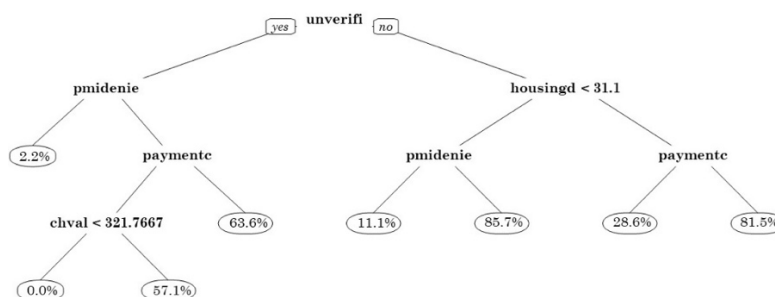 unverifi
yes no
pmidenie housingd < 31.1
2.2% paymentc pmidenie paymentc
chval < 321.7667 63.6% 11.1% 85.7% 28.6% 81.5%
0.0% 57.1%